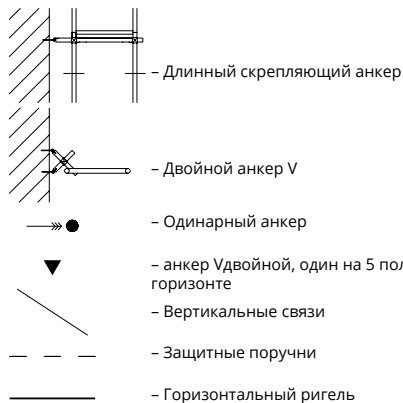 – Длинный скрепляющий анкер
– Двойной анкер V
– Одинарный анкер
– анкер Vдвойной, один на 5 пол
горизонте
– Вертикальные связи
– Защитные поручни
– Горизонтальный ригель